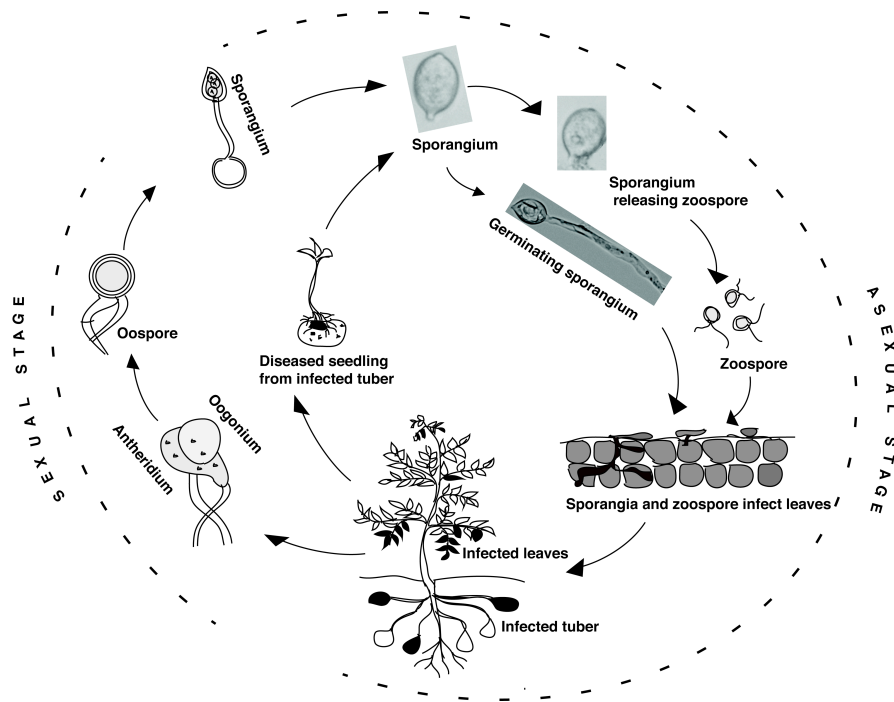 Sporangium
Sporangium
Sporangium
releasing zoospore
Germinating sporangium
Zoospore
Sporangia and zoospore infect leaves
Infected leaves
Infected tuber
Diseased seedling
from infected tuber
Oogonium
Antheridium
Oospore
SEXUAL STAGE
ASEXUAL STAGE